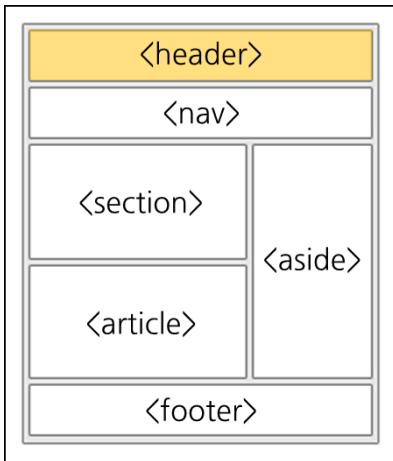 <header>
<nav>
<section>
<aside>
<article>
<footer>